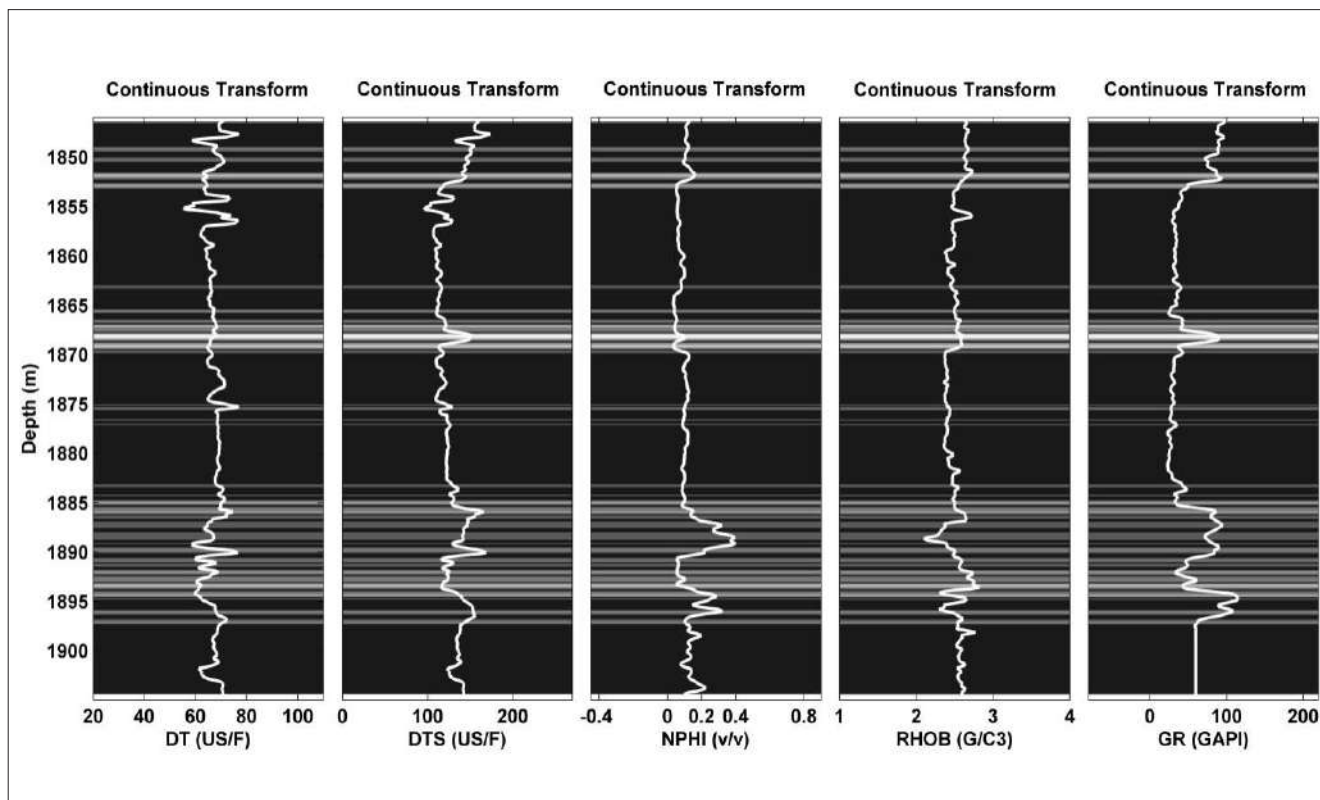 Continuous Transform Continuous Transform Continuous Transform Continuous Transform Continuous Transform
Depth (m)
1850
1855
1860
1865
1870
1875
1880
1885
1890
1895
1900
20 40 60 80 100 0 100 200 -0.4 0 0.2 0.4 0.8 1 2 3 4 0 100 200
DT (US/F) DTS (US/F) NPHI (v/v) RHOB (G/C3) GR (GAPI)